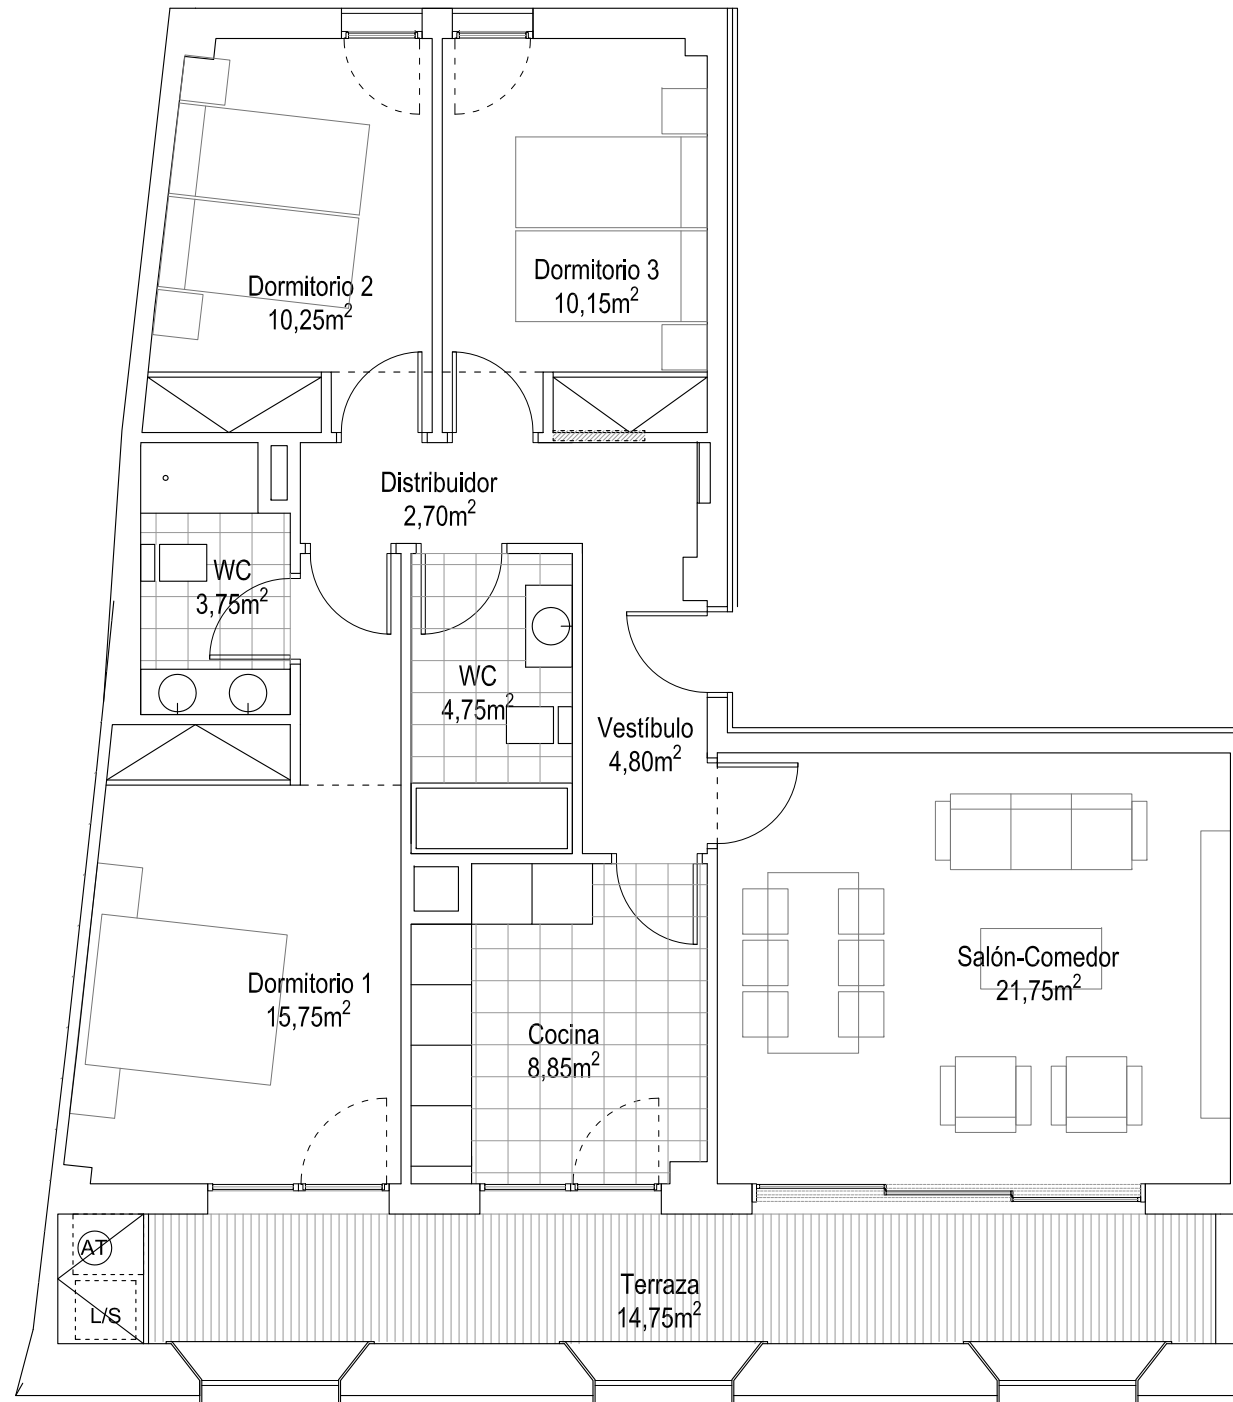 Dormitorio 2
10,25m²
Dormitorio 3
10,15m²
Distribuidor
2,70m²
WC
3,75m²
WC
4,75m²
Vestíbulo
4,80m²
Salón-Comedor
21,75m²
Dormitorio 1
15,75m²
Cocina
8,85m²
AT
L/S
Terraza
14,75m²